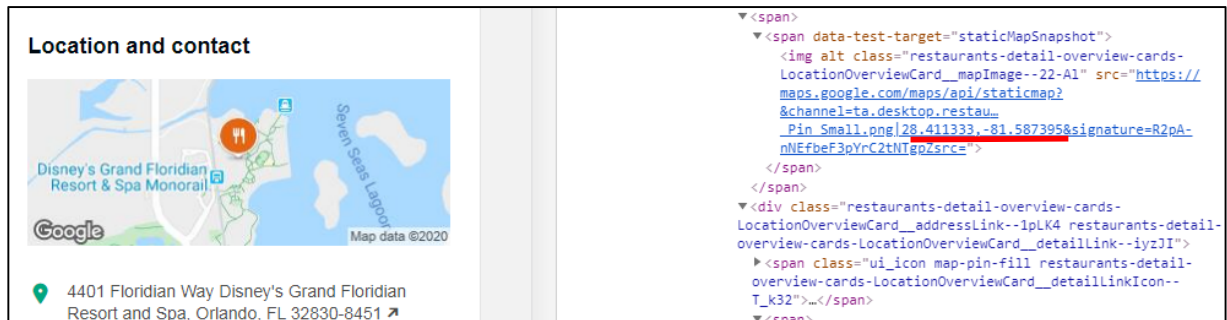 Location and contact
Seven Seas Lagoon
Disney's Grand Floridian
Resort & Spa Monorail
Google
Map data ©2020
4401 Floridian Way Disney's Grand Floridian
Resort and Spa, Orlando, FL 32830-8451
▼<span>
▼<span data-test-target="staticMapSnapshot">
<img alt class="restaurants-detail-overview-cards-
LocationOverviewCard__mapImage--22-Al" src="https://
maps.google.com/maps/api/staticmap?
&channel=ta.desktop.restau…
_Pin_Small.png|28.411333,-81.587395&signature=R2pA-
nNEfbeF3pYrC2tNTgpZsrc=">
</span>
</span>
▼<div class="restaurants-detail-overview-cards-
LocationOverviewCard__addressLink--1pLK4 restaurants-detail-
overview-cards-LocationOverviewCard__detailLink--iyzJI">
▶<span class="ui_icon map-pin-fill restaurants-detail-
overview-cards-LocationOverviewCard__detailLinkIcon--
T_k32">…</span>
▼<span>